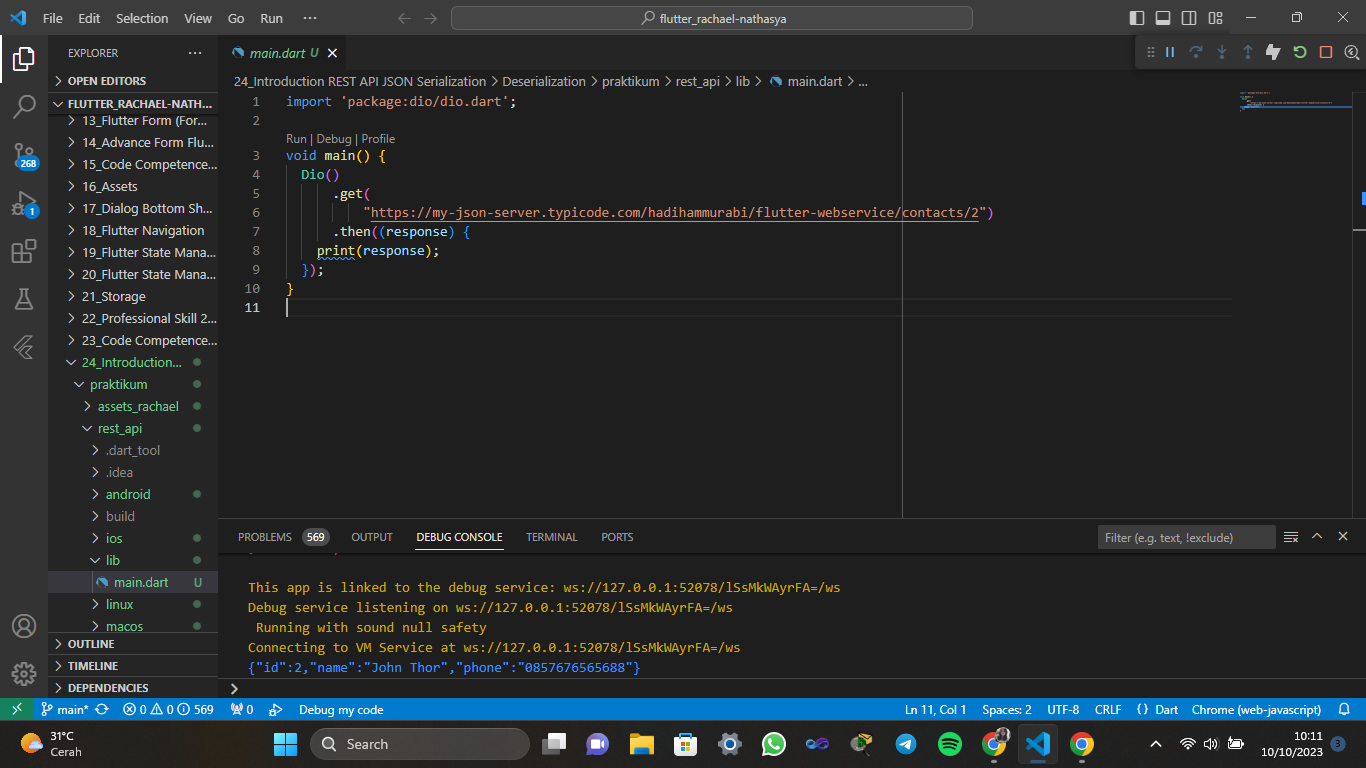 File Edit Selection View Go Run ···
flutter_rachael-nathasya
EXPLORER ···
OPEN EDITORS
FLUTTER_RACHAEL-NATH...
13_Flutter Form (For...
14_Advance Form Flu...
15_Code Competence...
16_Assets
17_Dialog Bottom Sh...
18_Flutter Navigation
19_Flutter State Mana...
20_Flutter State Mana...
21_Storage
22_Professional Skill 2...
23_Code Competence...
24_Introduction...
praktikum
assets_rachael
rest_api
.dart_tool
.idea
android
build
ios
lib
main.dart U
linux
macos
OUTLINE
TIMELINE
DEPENDENCIES
268
1
main.dart U
24_Introduction REST API JSON Serialization > Deserialization > praktikum > rest_api > lib > main.dart > ...
1 import 'package:dio/dio.dart';
2
Run | Debug | Profile
3 void main() {
4 Dio()
5 .get(
6 "https://my-json-server.typicode.com/hadihammurabi/flutter-webservice/contacts/2")
7 .then((response) {
8 print(response);
9 });
10 }
11
PROBLEMS 569 OUTPUT DEBUG CONSOLE TERMINAL PORTS
Filter (e.g. text, !exclude)
This app is linked to the debug service: ws://127.0.0.1:52078/lSsMkWAyrFA=/ws
Debug service listening on ws://127.0.0.1:52078/lSsMkWAyrFA=/ws
Running with sound null safety
Connecting to VM Service at ws://127.0.0.1:52078/lSsMkWAyrFA=/ws
{"id":2,"name":"John Thor","phone":"0857676565688"}
main* 0 0 569 0 Debug my code
Ln 11, Col 1 Spaces: 2 UTF-8 CRLF {} Dart Chrome (web-javascript)
31°C
Cerah
Search
10:11
10/10/2023
3